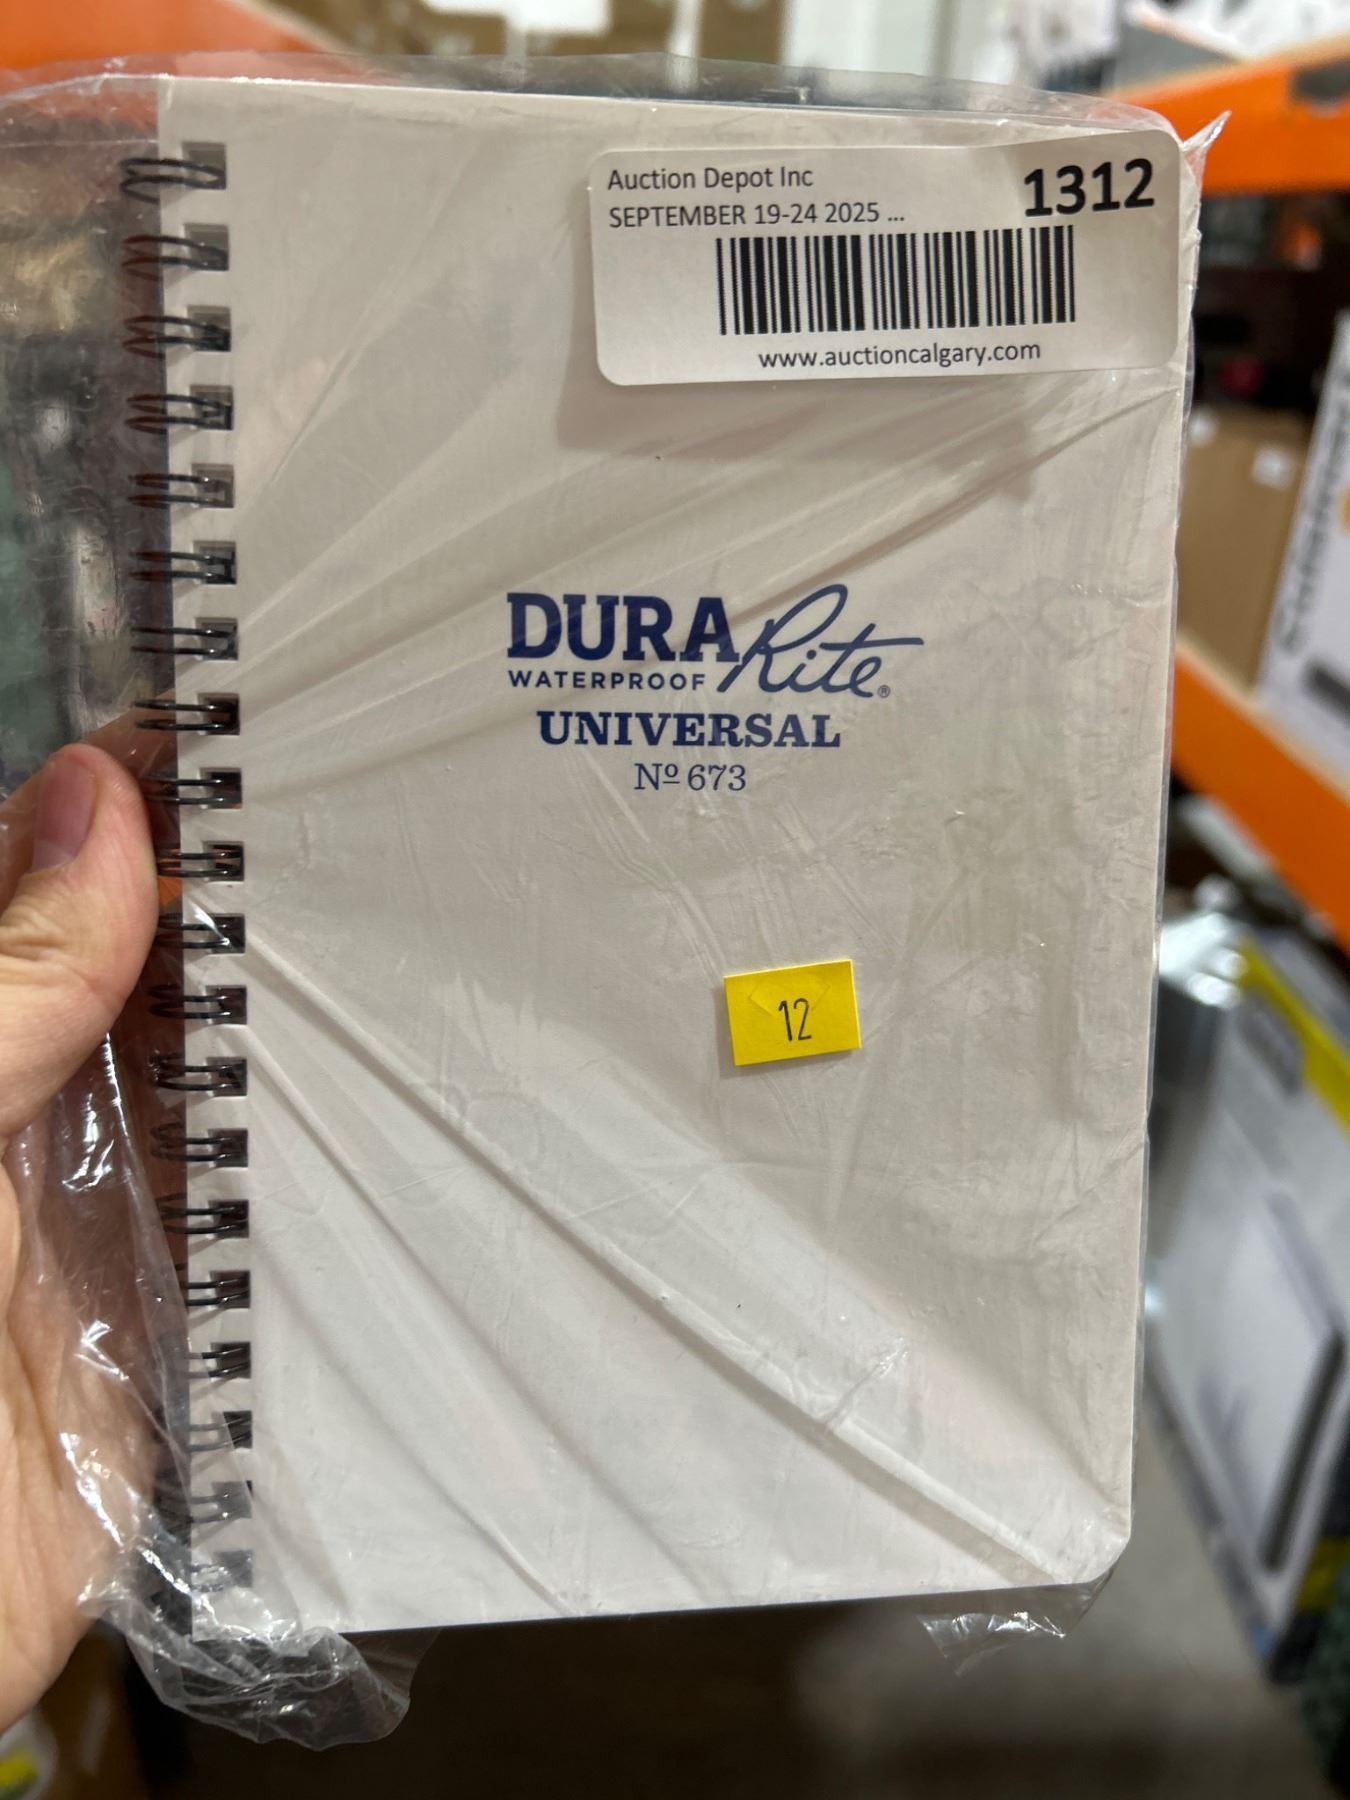 Auction Depot Inc
1312
SEPTEMBER 19-24 2025 ...
www.auctioncalgary.com
DURA Rite®
WATERPROOF
UNIVERSAL
Nº 673
12